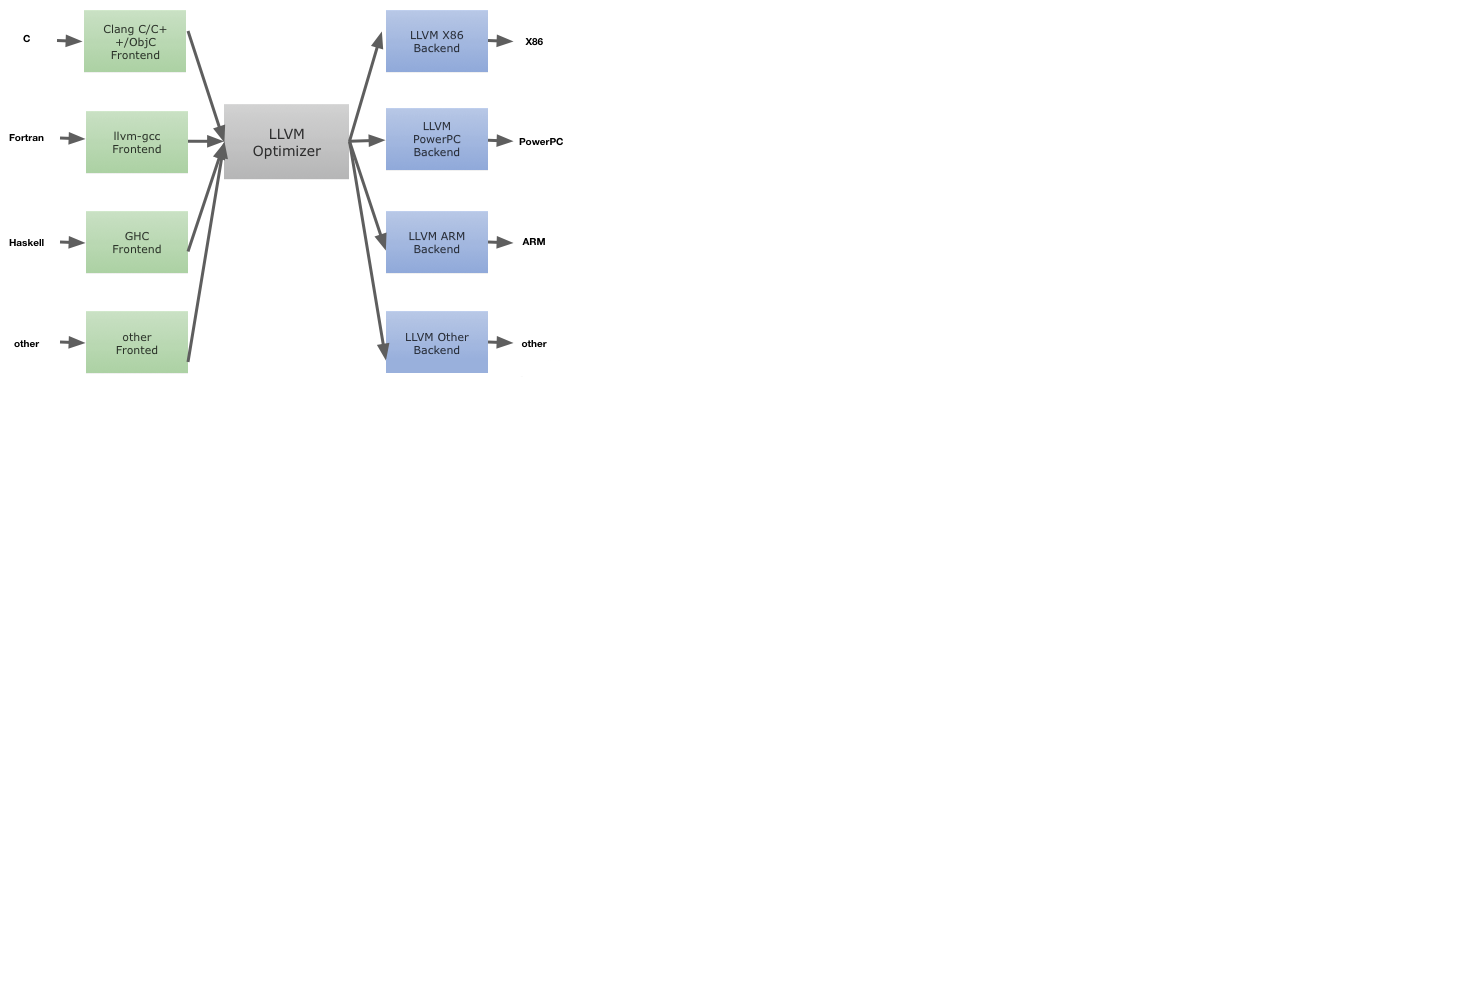 C
Clang C/C+
+/ObjC
Frontend
LLVM X86
Backend
X86
Fortran
llvm-gcc
Frontend
LLVM
Optimizer
LLVM
PowerPC
Backend
PowerPC
Haskell
GHC
Frontend
LLVM ARM
Backend
ARM
other
other
Fronted
LLVM Other
Backend
other